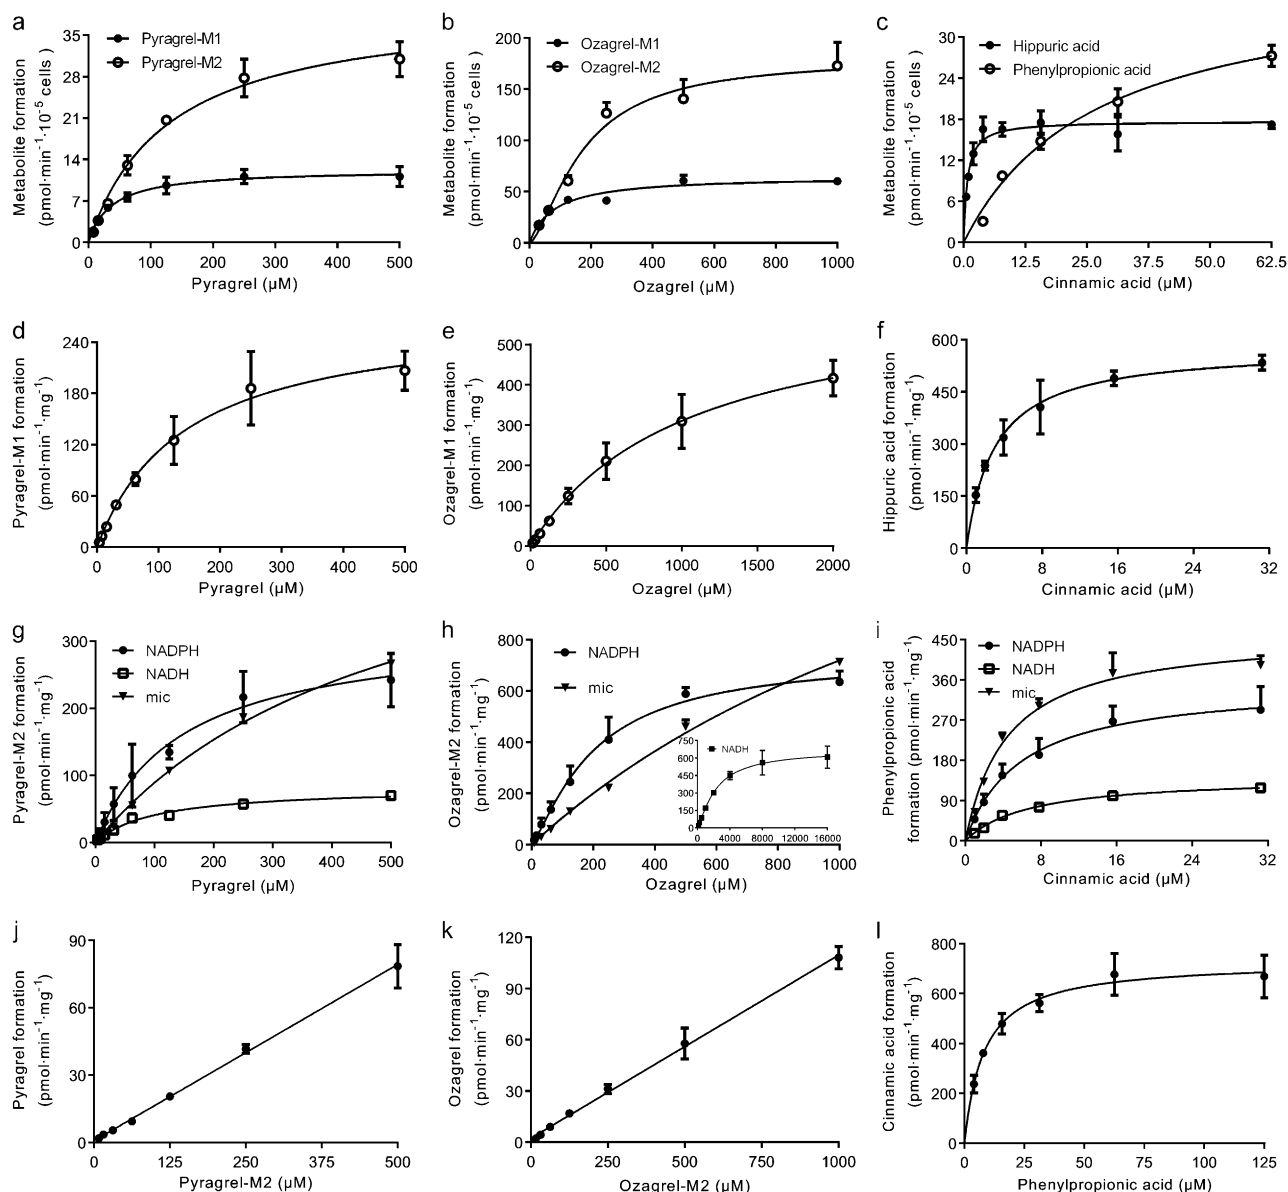 a
Metabolite formation
(pmol·min⁻¹·10⁻⁵ cells)
35
28
21
14
7
0
Pyragrel-M1
Pyragrel-M2
0 100 200 300 400 500
Pyragrel (µM)
b
Metabolite formation
(pmol·min⁻¹·10⁻⁵ cells)
200
150
100
50
0
Ozagrel-M1
Ozagrel-M2
0 200 400 600 800 1000
Ozagrel (µM)
c
Metabolite formation
(pmol·min⁻¹·10⁻⁵ cells)
30
24
18
12
6
0
Hippuric acid
Phenylpropionic acid
0.0 12.5 25.0 37.5 50.0 62.5
Cinnamic acid (µM)
d
Pyragrel-M1 formation
(pmol·min⁻¹·mg⁻¹)
240
180
120
60
0
0 100 200 300 400 500
Pyragrel (µM)
e
Ozagrel-M1 formation
(pmol·min⁻¹·mg⁻¹)
500
400
300
200
100
0
0 500 1000 1500 2000
Ozagrel (µM)
f
Hippuric acid formation
(pmol·min⁻¹·mg⁻¹)
600
450
300
150
0
0 8 16 24 32
Cinnamic acid (µM)
g
Pyragrel-M2 formation
(pmol·min⁻¹·mg⁻¹)
300
200
100
0
NADPH
NADH
mic
0 100 200 300 400 500
Pyragrel (µM)
h
Ozagrel-M2 formation
(pmol·min⁻¹·mg⁻¹)
800
600
400
200
0
NADPH
mic
750
600
450
300
150
0
NADH
0 4000 8000 12000 16000
0 200 400 600 800 1000
Ozagrel (µM)
i
Phenylpropionic acid
formation (pmol·min⁻¹·mg⁻¹)
450
360
270
180
90
0
NADPH
NADH
mic
0 8 16 24 32
Cinnamic acid (µM)
j
Pyragrel formation
(pmol·min⁻¹·mg⁻¹)
90
60
30
0
0 125 250 375 500
Pyragrel-M2 (µM)
k
Ozagrel formation
(pmol·min⁻¹·mg⁻¹)
120
90
60
30
0
0 250 500 750 1000
Ozagrel-M2 (µM)
l
Cinnamic acid formation
(pmol·min⁻¹·mg⁻¹)
800
600
400
200
0
0 25 50 75 100 125
Phenylpropionic acid (µM)